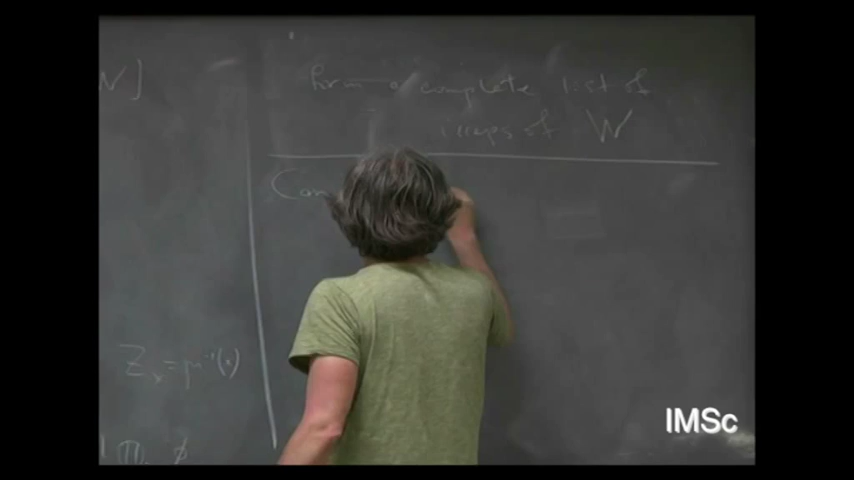 N]
form a complete list of
irreps of W
Con
Z_x = μ^{-1}(x)
φ
IMSc